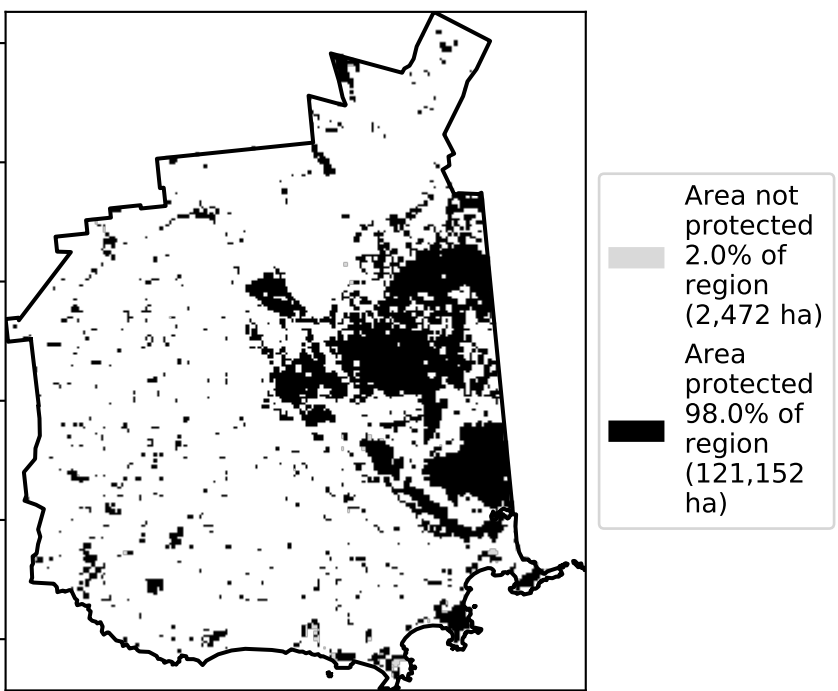 Area not
protected
2.0% of
region
(2,472 ha)
Area
protected
98.0% of
region
(121,152
ha)